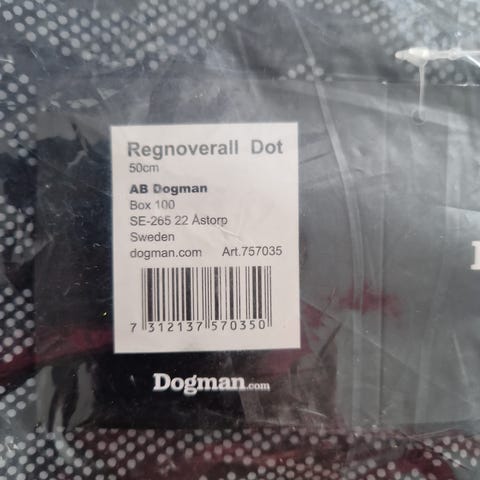 Regnoverall Dot
50cm
AB Dogman
Box 100
SE-265 22 Åstorp
Sweden
dogman.com Art.757035
7 312137 570350
Dogman.com